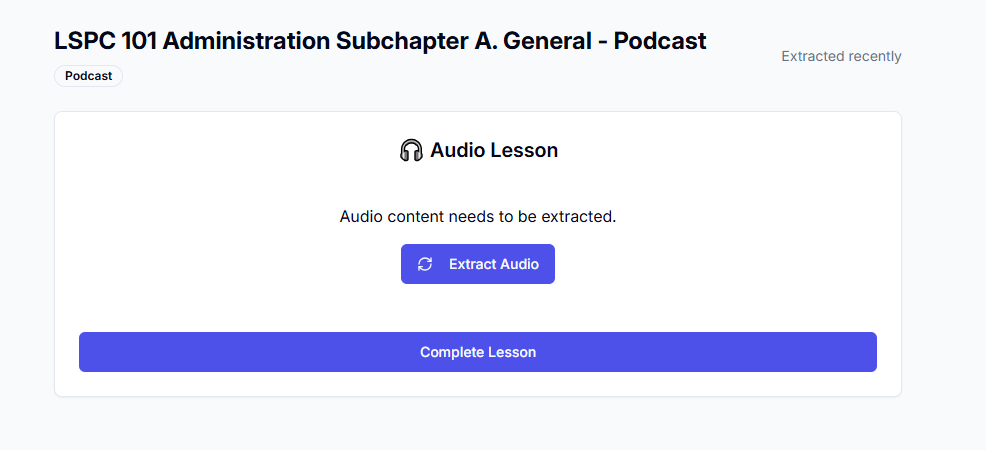 LSPC 101 Administration Subchapter A. General - Podcast
Extracted recently
Podcast
Audio Lesson
Audio content needs to be extracted.
Extract Audio
Complete Lesson